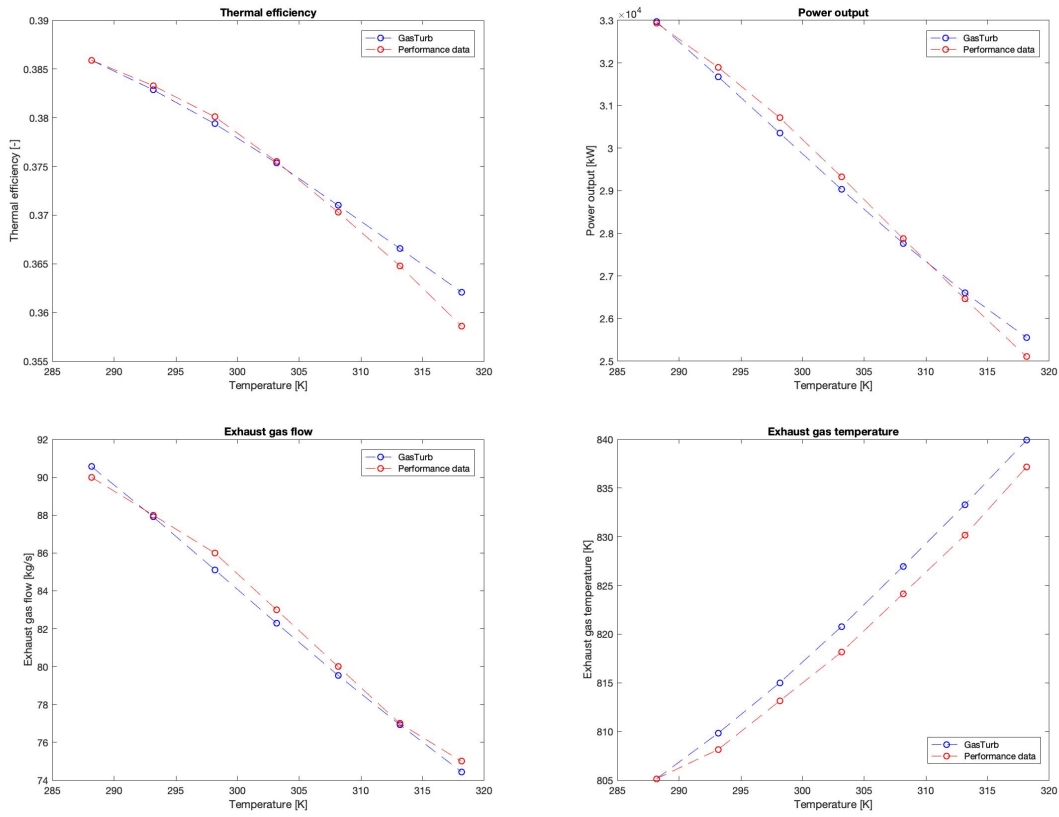 Thermal efficiency
0.39
0.385
0.38
0.375
0.37
0.365
0.36
0.355
Thermal efficiency [-]
GasTurb
Performance data
285 290 295 300 305 310 315 320
Temperature [K]
Power output
×10⁴
3.3
3.2
3.1
3
2.9
2.8
2.7
2.6
2.5
Power output [kW]
GasTurb
Performance data
285 290 295 300 305 310 315 320
Temperature [K]
Exhaust gas flow
92
90
88
86
84
82
80
78
76
74
Exhaust gas flow [kg/s]
GasTurb
Performance data
285 290 295 300 305 310 315 320
Temperature [K]
Exhaust gas temperature
840
835
830
825
820
815
810
805
Exhaust gas temperature [K]
GasTurb
Performance data
285 290 295 300 305 310 315 320
Temperature [K]